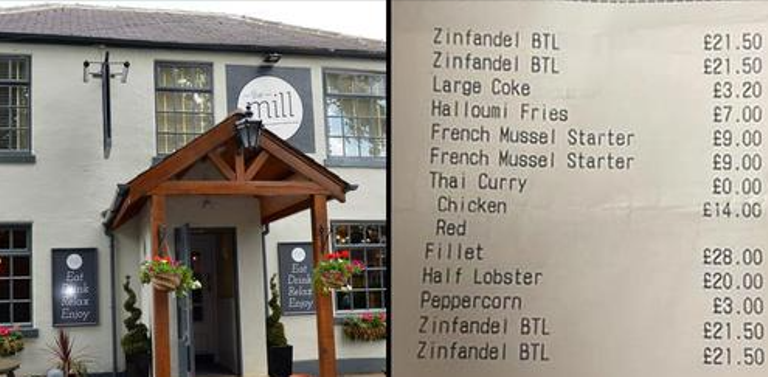 the
mill
Eat
Drink
Relax
Enjoy
Eat
Drink
Relax
Enjoy
Zinfandel BTL £21.50
Zinfandel BTL £21.50
Large Coke £3.20
Halloumi Fries £7.00
French Mussel Starter £9.00
French Mussel Starter £9.00
Thai Curry £0.00
Chicken £14.00
Red
Fillet £28.00
Half Lobster £20.00
Peppercorn £3.00
Zinfandel BTL £21.50
Zinfandel BTL £21.50